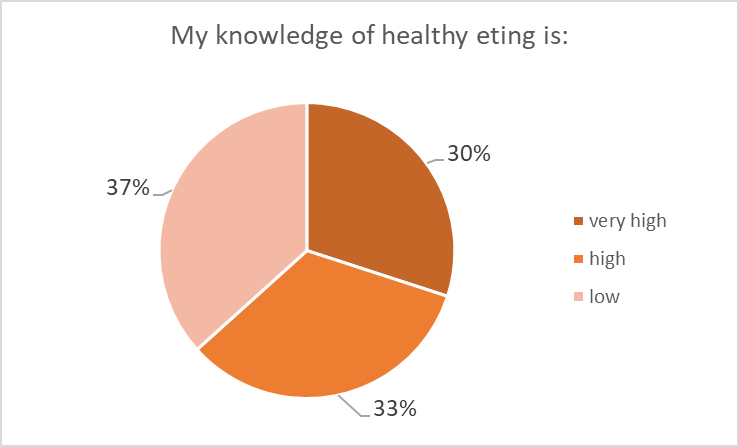 My knowledge of healthy eting is:
30%
37%
very high
high
low
33%